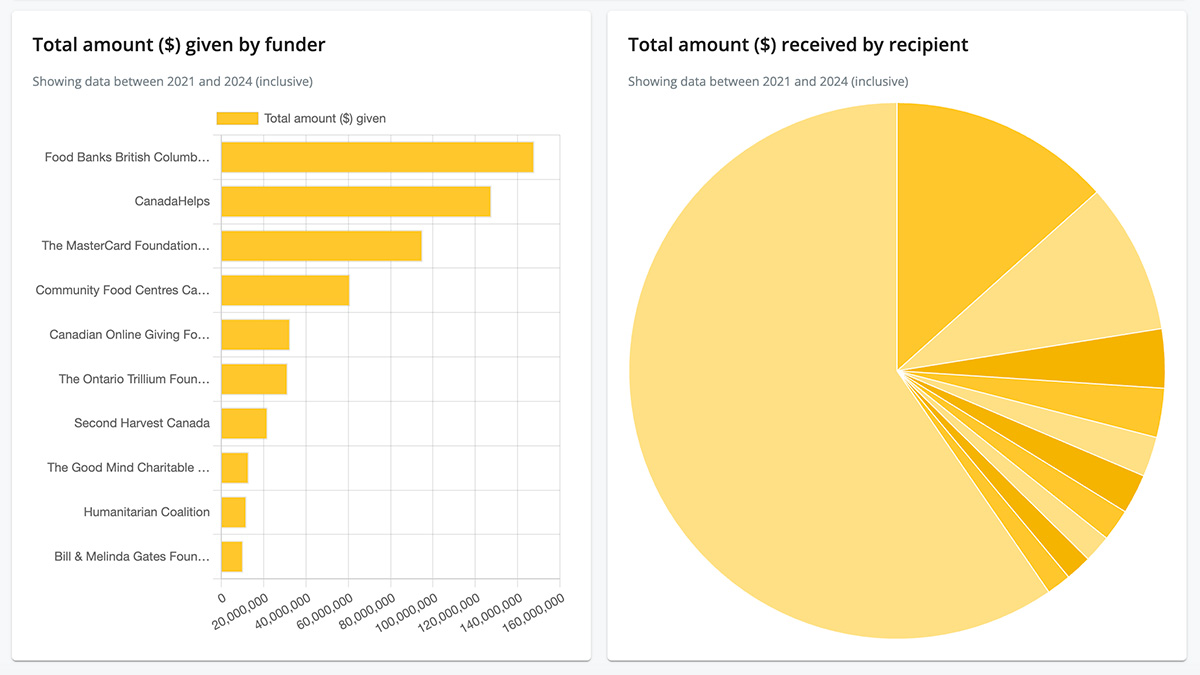 Total amount ($) given by funder
Showing data between 2021 and 2024 (inclusive)
Total amount ($) given
Food Banks British Columb...
CanadaHelps
The MasterCard Foundation...
Community Food Centres Ca...
Canadian Online Giving Fo...
The Ontario Trillium Foun...
Second Harvest Canada
The Good Mind Charitable ...
Humanitarian Coalition
Bill & Melinda Gates Foun...
0
20,000,000
40,000,000
60,000,000
80,000,000
100,000,000
120,000,000
140,000,000
160,000,000
Total amount ($) received by recipient
Showing data between 2021 and 2024 (inclusive)